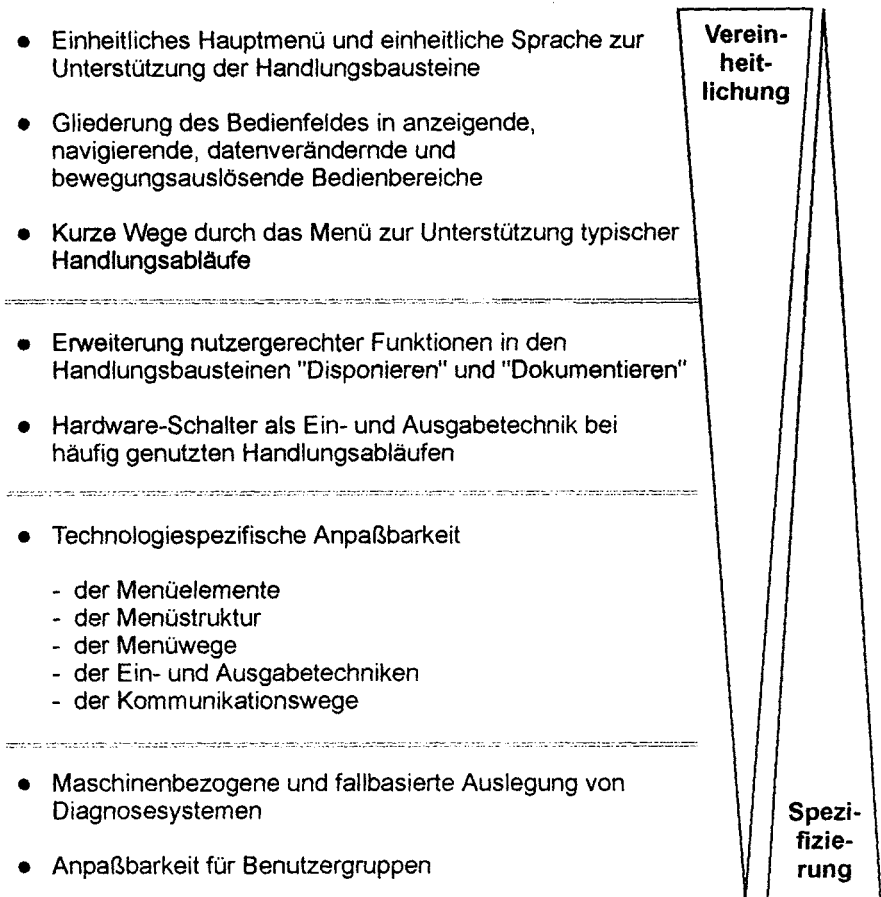 ● Einheitliches Hauptmenü und einheitliche Sprache zur
Unterstützung der Handlungsbausteine
● Gliederung des Bedienfeldes in anzeigende,
navigierende, datenverändernde und
bewegungsauslösende Bedienbereiche
● Kurze Wege durch das Menü zur Unterstützung typischer
Handlungsabläufe
● Erweiterung nutzergerechter Funktionen in den
Handlungsbausteinen "Disponieren" und "Dokumentieren"
● Hardware-Schalter als Ein- und Ausgabetechnik bei
häufig genutzten Handlungsabläufen
● Technologiespezifische Anpaßbarkeit
- der Menüelemente
- der Menüstruktur
- der Menüwege
- der Ein- und Ausgabetechniken
- der Kommunikationswege
● Maschinenbezogene und fallbasierte Auslegung von
Diagnosesystemen
● Anpaßbarkeit für Benutzergruppen
Verein-
heit-
lichung
Spezi-
fizie-
rung